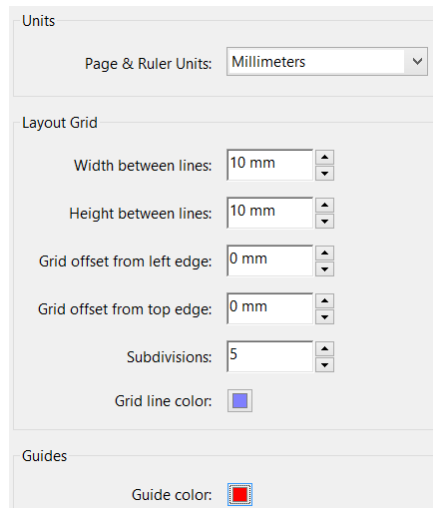 Units
Page & Ruler Units: Millimeters
Layout Grid
Width between lines: 10 mm
Height between lines: 10 mm
Grid offset from left edge: 0 mm
Grid offset from top edge: 0 mm
Subdivisions: 5
Grid line color:
Guides
Guide color: